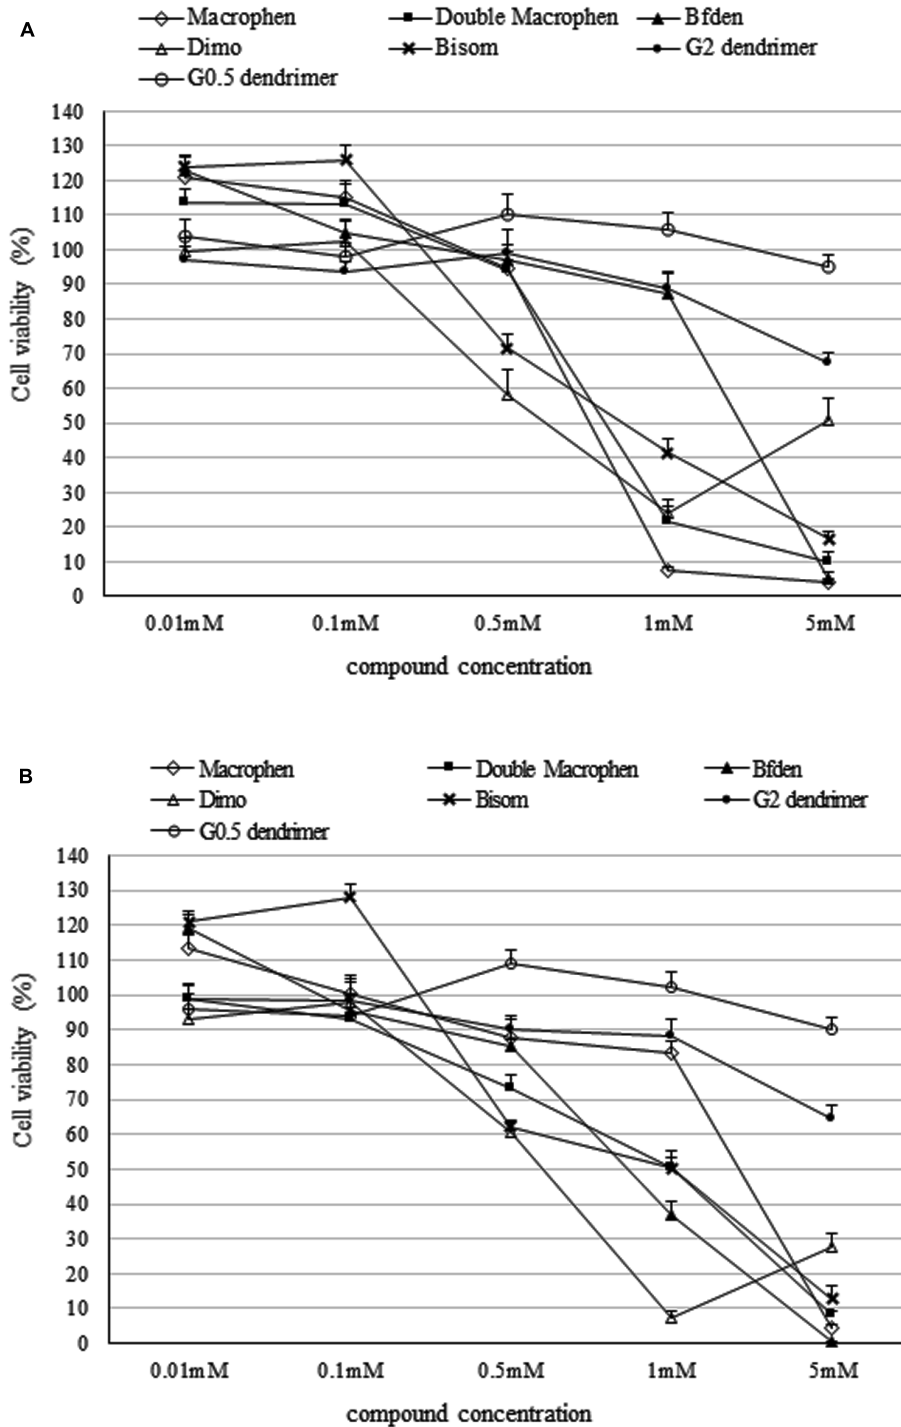 A
Macrophen Double Macrophen Bfden
Dimo Bisom G2 dendrimer
G0.5 dendrimer
Cell viability (%)
140
130
120
110
100
90
80
70
60
50
40
30
20
10
0
0.01mM 0.1mM 0.5mM 1mM 5mM
compound concentration
B
Macrophen Double Macrophen Bfden
Dimo Bisom G2 dendrimer
G0.5 dendrimer
Cell viability (%)
140
130
120
110
100
90
80
70
60
50
40
30
20
10
0
0.01mM 0.1mM 0.5mM 1mM 5mM
compound concentration